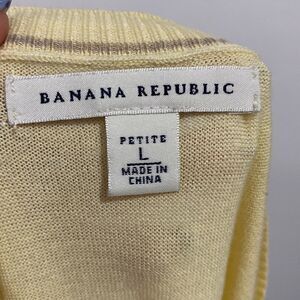 BANANA REPUBLIC
PETITE
L
MADE IN
CHINA